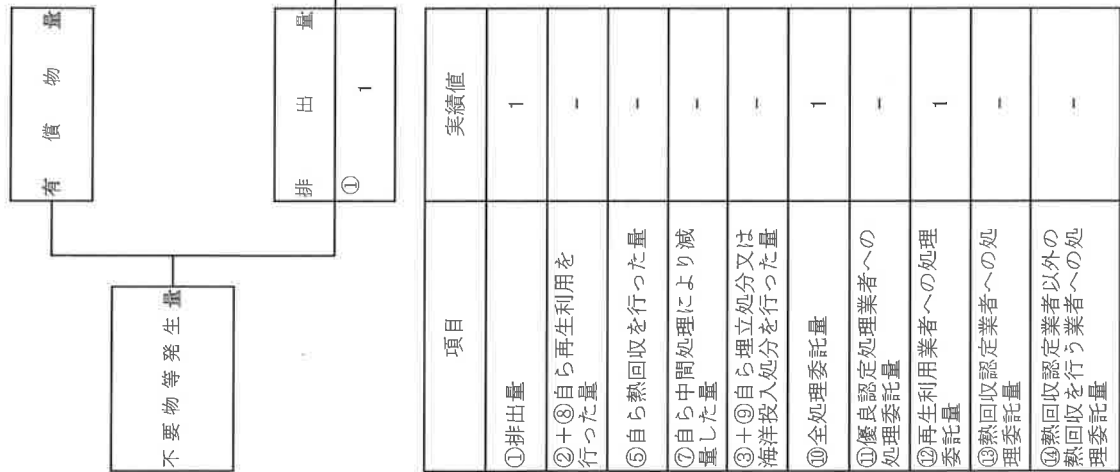 不要物等発生量
有償物量
排出量
①
1
項目 実績値
①排出量 1
②+⑧自ら再生利用を
行った量 -
⑤自ら熱回収を行った量 -
⑦自ら中間処理により減
量した量 -
③+⑨自ら埋立処分又は
海洋投入処分を行った量 -
⑩全処理委託量 1
⑪優良認定処理業者への
処理委託量 -
⑫再生利用業者への処理
委託量 1
⑬熱回収認定業者への処
理委託量 -
⑭熱回収認定業者以外の
熱回収を行う業者への処
理委託量 -